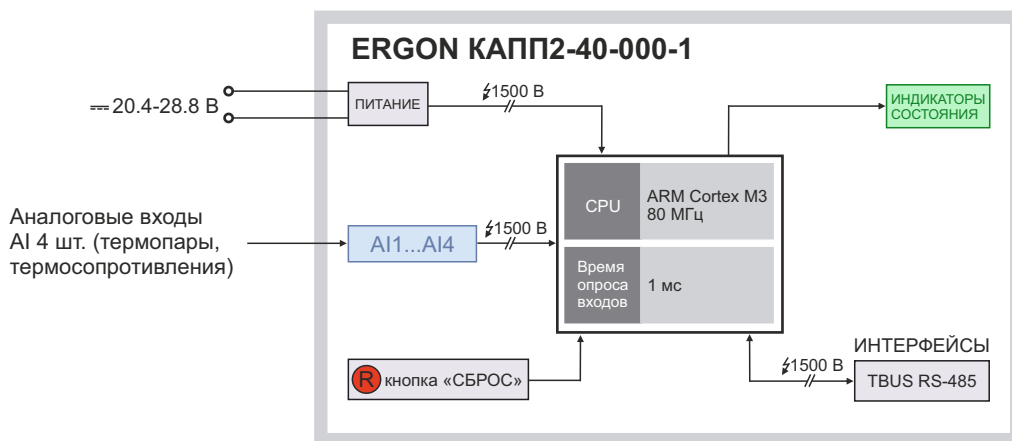 ERGON КАПП2-40-000-1
20.4-28.8 В
ПИТАНИЕ
1500 В
ИНДИКАТОРЫ
СОСТОЯНИЯ
CPU
ARM Cortex M3
80 МГц
Аналоговые входы
AI 4 шт. (термопары,
термосопротивления)
AI1...AI4
1500 В
Время
опроса
входов
1 мс
R кнопка «СБРОС»
ИНТЕРФЕЙСЫ
1500 В
TBUS RS-485